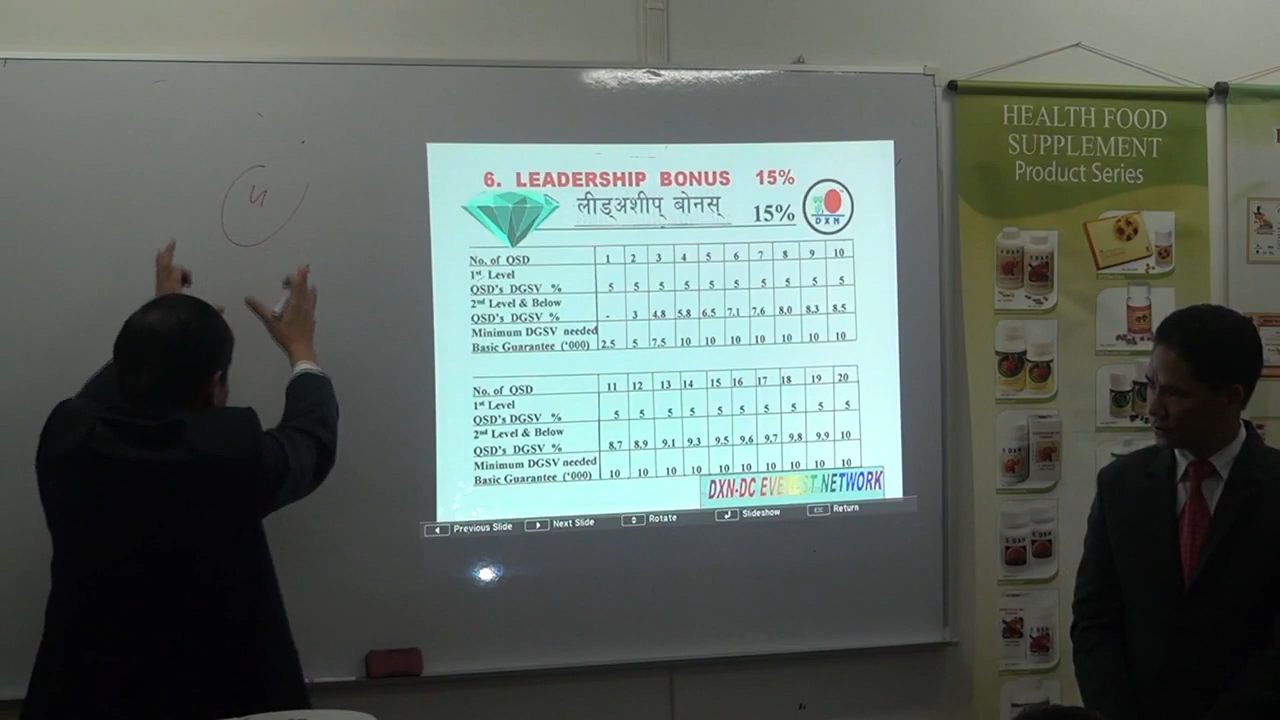 6. LEADERSHIP BONUS 15%
लीड्अशीप् बोनस् 15%
DXN
No. of QSD 1 2 3 4 5 6 7 8 9 10
1st Level
QSD's DGSV % 5 5 5 5 5 5 5 5 5 5
2nd Level & Below
QSD's DGSV % - 3 4.8 5.8 6.5 7.1 7.6 8.0 8.3 8.5
Minimum DGSV needed
Basic Guarantee ('000) 2.5 5 7.5 10 10 10 10 10 10 10
No. of QSD 11 12 13 14 15 16 17 18 19 20
1st Level
QSD's DGSV % 5 5 5 5 5 5 5 5 5 5
2nd Level & Below
QSD's DGSV % 8.7 8.9 9.1 9.3 9.5 9.6 9.7 9.8 9.9 10
Minimum DGSV needed
Basic Guarantee ('000) 10 10 10 10 10 10 10 10 10 10
DXN-DC EVEREST NETWORK
Previous Slide Next Slide Rotate Slideshow Return
HEALTH FOOD
SUPPLEMENT
Product Series